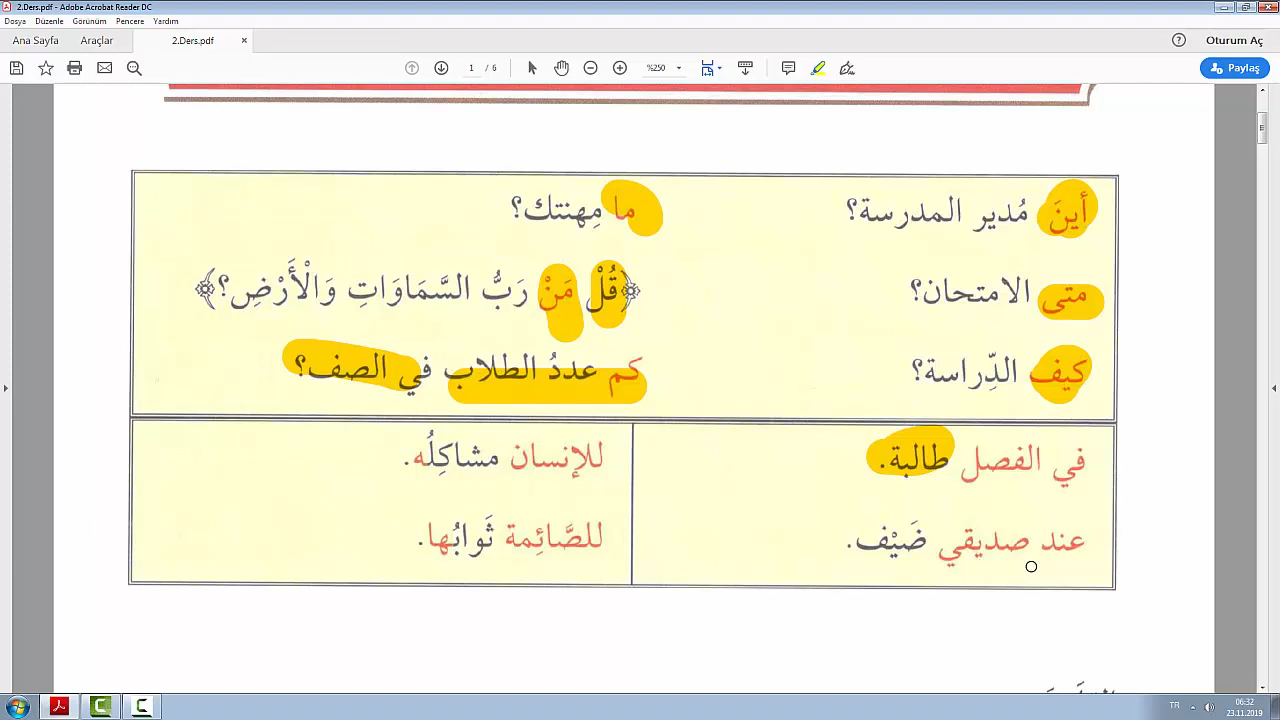 2.Ders.pdf - Adobe Acrobat Reader DC
Dosya Düzenle Görünüm Pencere Yardım
Ana Sayfa Araçlar 2.Ders.pdf × Oturum Aç
1 / 6 %250 Paylaş
أينَ مُدير المدرسة؟
ما مِهنتك؟
متى الامتحان؟
﴿قُلْ مَنْ رَبُّ السَّمَاوَاتِ وَالْأَرْضِ؟﴾
كيف الدِّراسة؟
كم عددُ الطلاب في الصف؟
في الفصل طالبة.
للإنسان مشاكِلُه.
عند صديقي ضَيْف.
للصَّائِمة ثَوابُها.
TR 06:32
23.11.2019